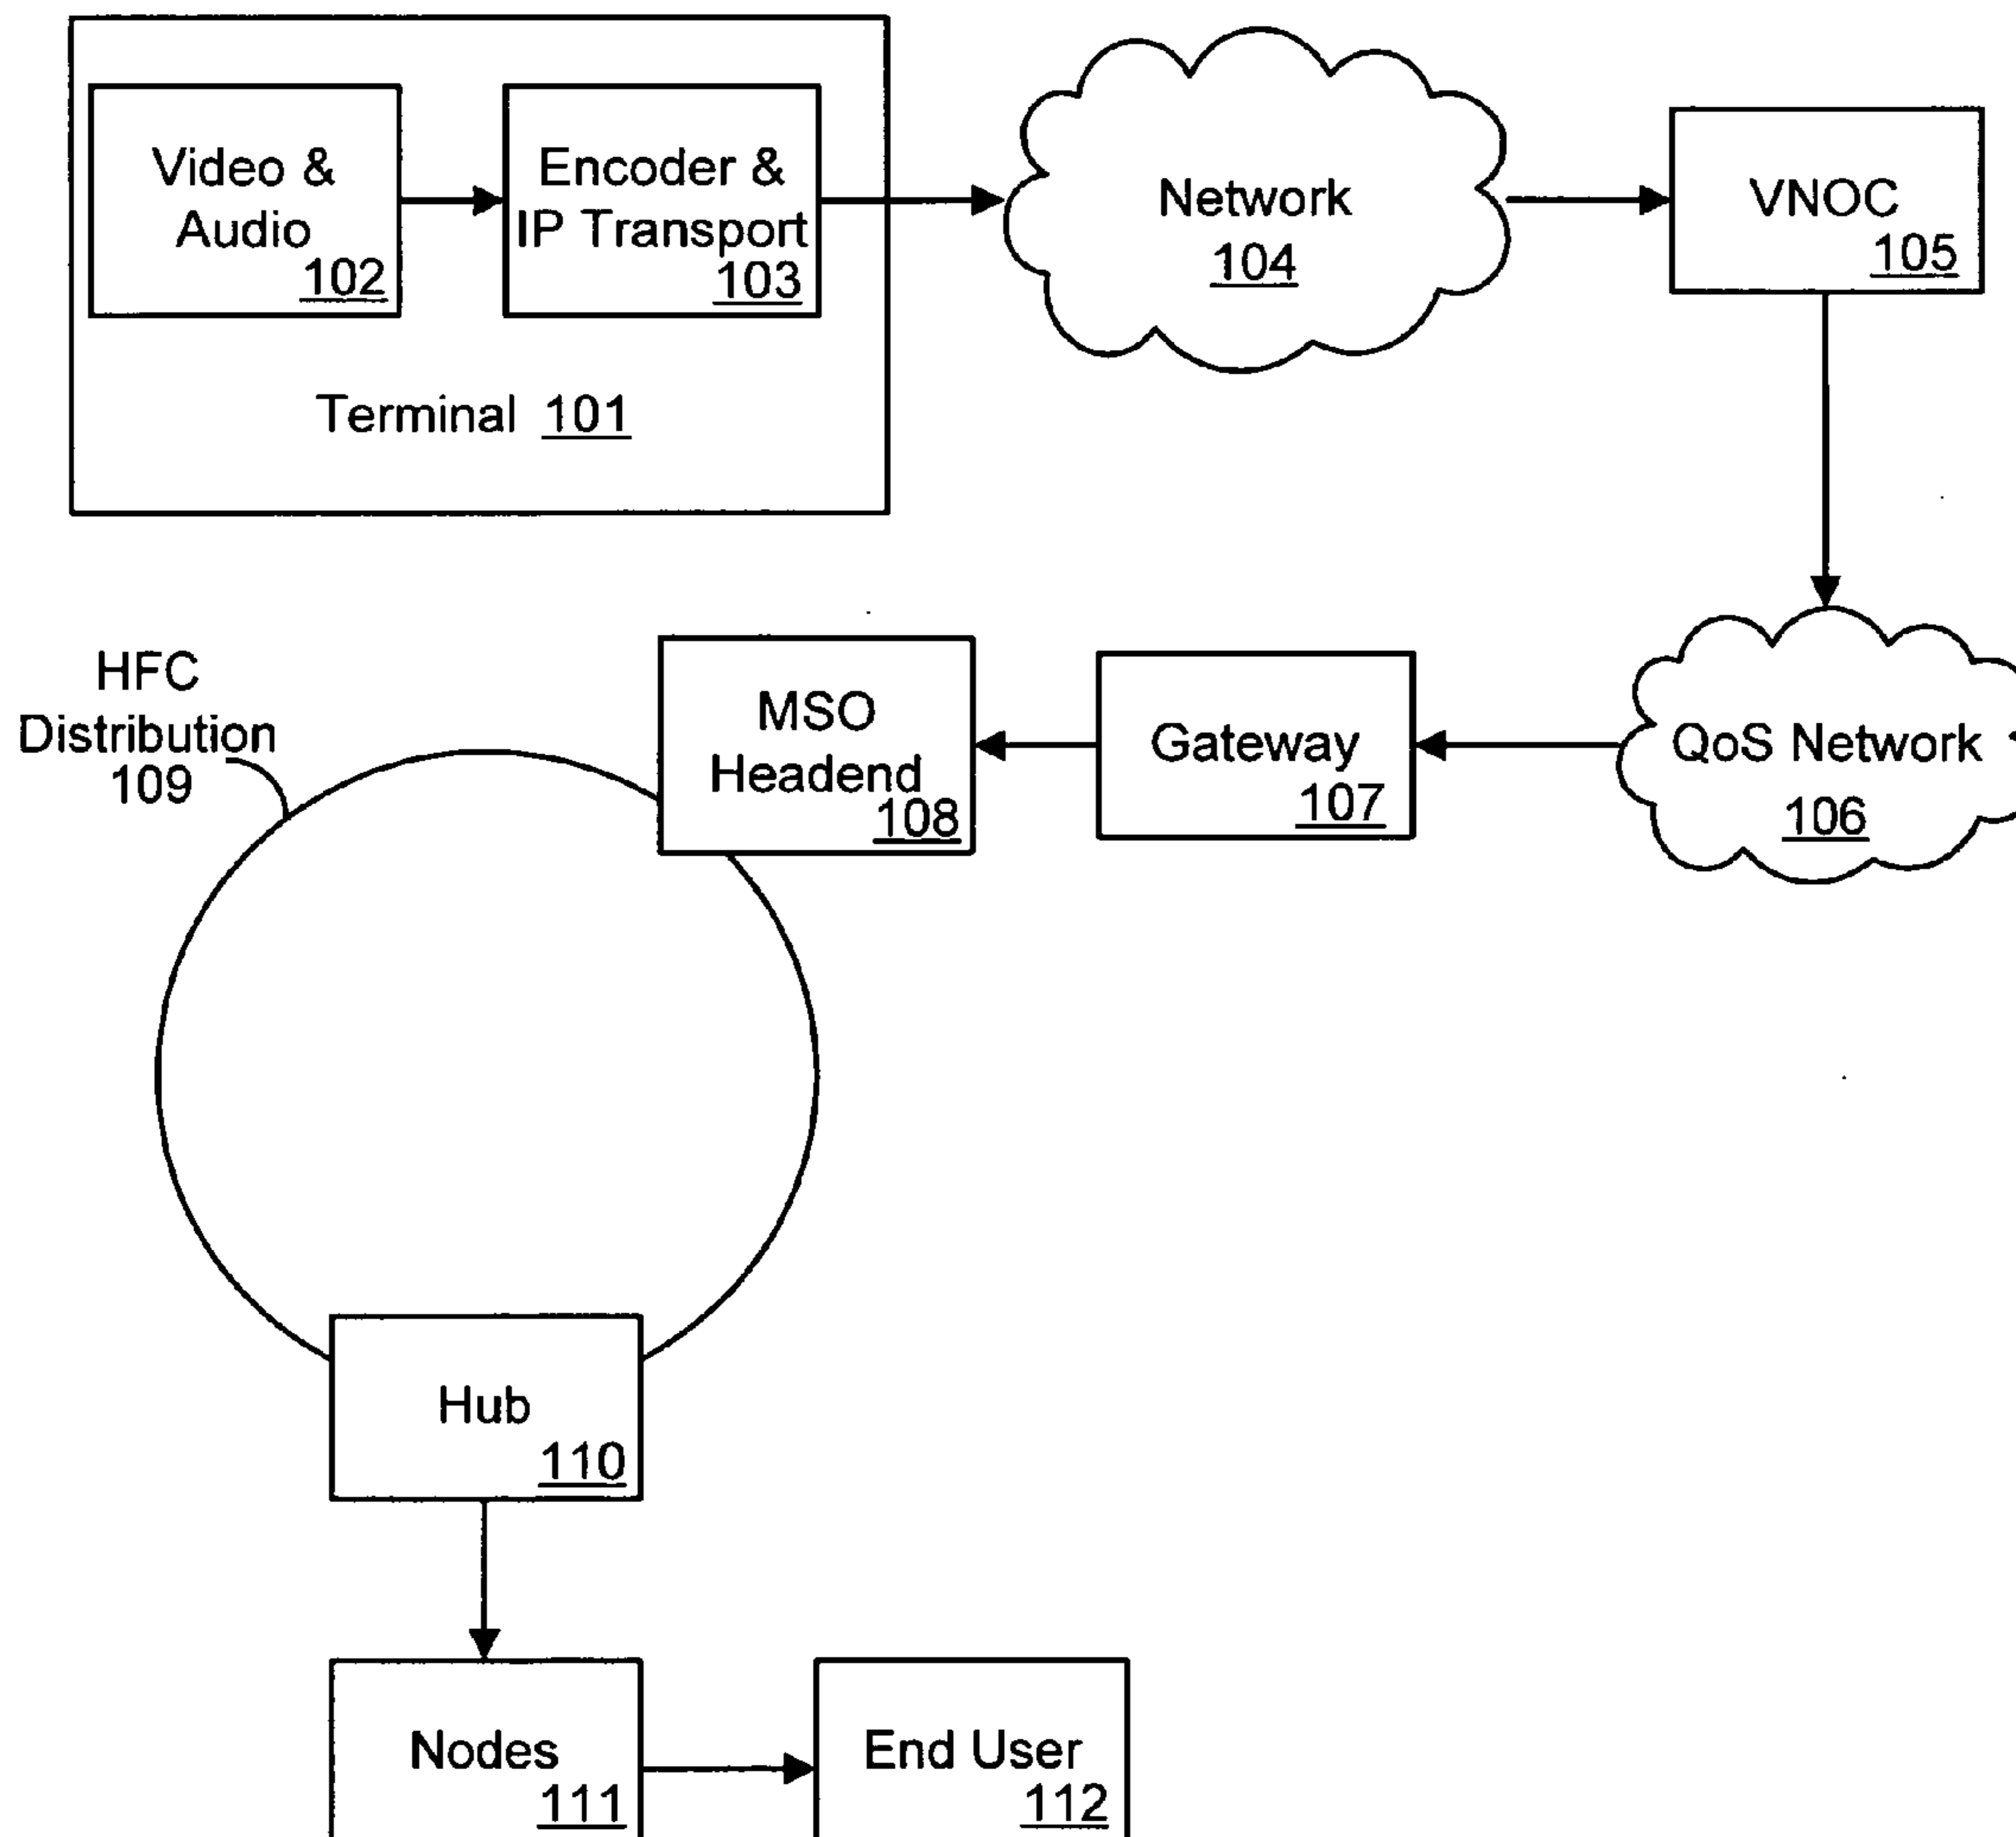 Video &
Audio
102
Encoder &
IP Transport
103
Terminal 101
Network
104
VNOC
105
QoS Network
106
Gateway
107
MSO
Headend
108
HFC
Distribution
109
Hub
110
Nodes
111
End User
112